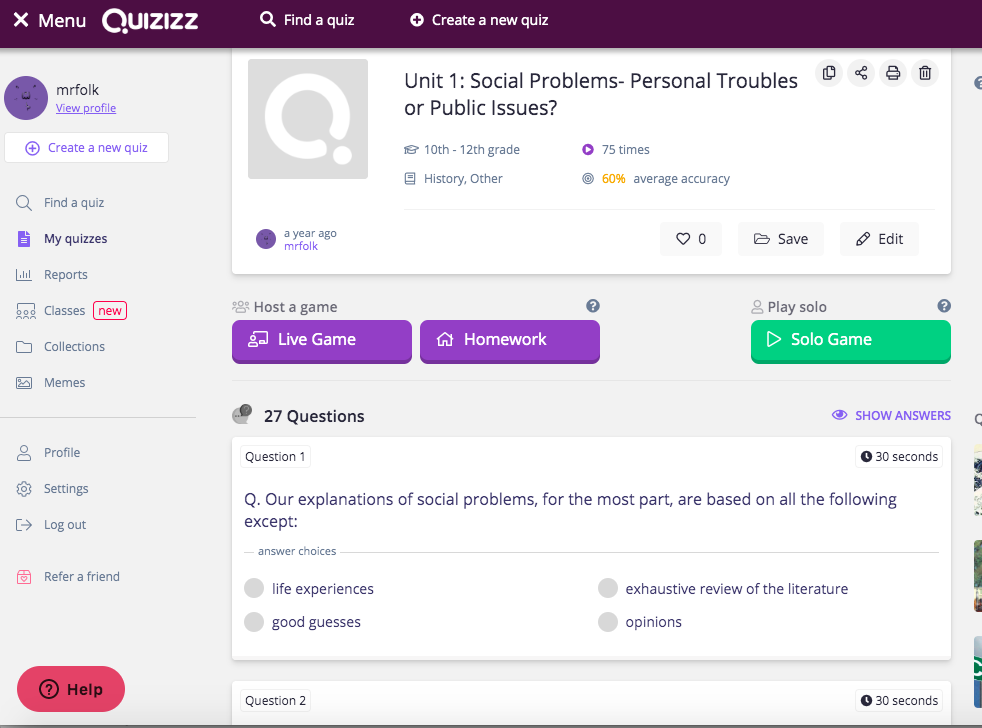 Menu Quizizz Find a quiz Create a new quiz
mrfolk
View profile
Create a new quiz
Find a quiz
My quizzes
Reports
Classes new
Collections
Memes
Profile
Settings
Log out
Refer a friend
Help
Unit 1: Social Problems- Personal Troubles
or Public Issues?
10th - 12th grade 75 times
History, Other 60% average accuracy
a year ago
mrfolk
0 Save Edit
Host a game ? Play solo ?
Live Game Homework Solo Game
27 Questions SHOW ANSWERS
Question 1 30 seconds
Q. Our explanations of social problems, for the most part, are based on all the following
except:
answer choices
life experiences exhaustive review of the literature
good guesses opinions
Question 2 30 seconds